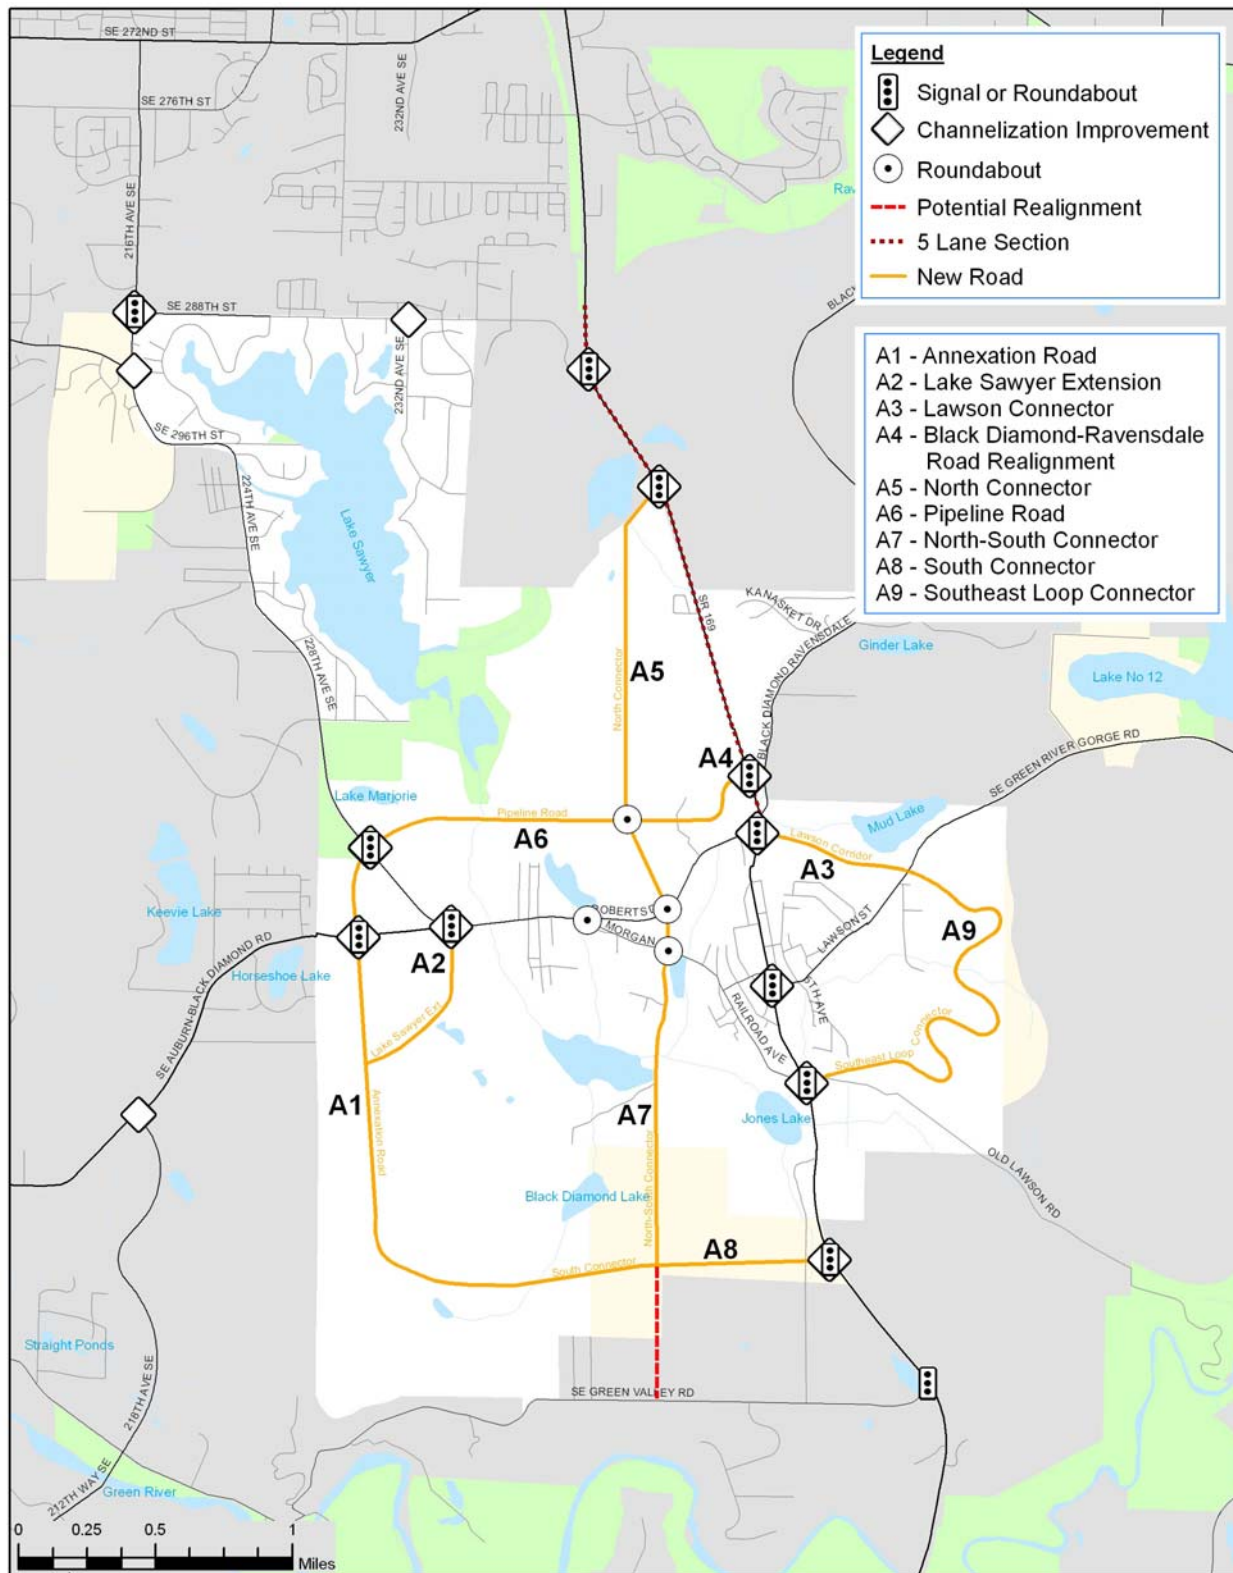 SE 272ND ST
SE 276TH ST
232ND AVE SE
216TH AVE SE
SE 288TH ST
232ND AVE SE
SE 296TH ST
224TH AVE SE
Lake Sawyer
228TH AVE SE
Legend
Signal or Roundabout
Channelization Improvement
Roundabout
Potential Realignment
5 Lane Section
New Road
A1 - Annexation Road
A2 - Lake Sawyer Extension
A3 - Lawson Connector
A4 - Black Diamond-Ravensdale
Road Realignment
A5 - North Connector
A6 - Pipeline Road
A7 - North-South Connector
A8 - South Connector
A9 - Southeast Loop Connector
SR 169
KANASKET DR
BLACK DIAMOND RAVENSDALE
Ginder Lake
Lake No 12
SE GREEN RIVER GORGE RD
North Connector
A5
A4
Lake Marjorie
Pipeline Road
A6
Mud Lake
Lawson Corridor
A3
Keevie Lake
ROBERTS
MORGAN
LAWSON ST
A9
A2
Horseshoe Lake
SE AUBURN-BLACK DIAMOND RD
Lake Sawyer Ext
RAILROAD AVE
5TH AVE
Southeast Loop
Connector
A1
Annexation Road
A7
Jones Lake
OLD LAWSON RD
Black Diamond Lake
North-South Connector
South Connector
A8
Straight Ponds
218TH AVE SE
SE GREEN VALLEY RD
212TH WAY SE
Green River
0 0.25 0.5 1
Miles